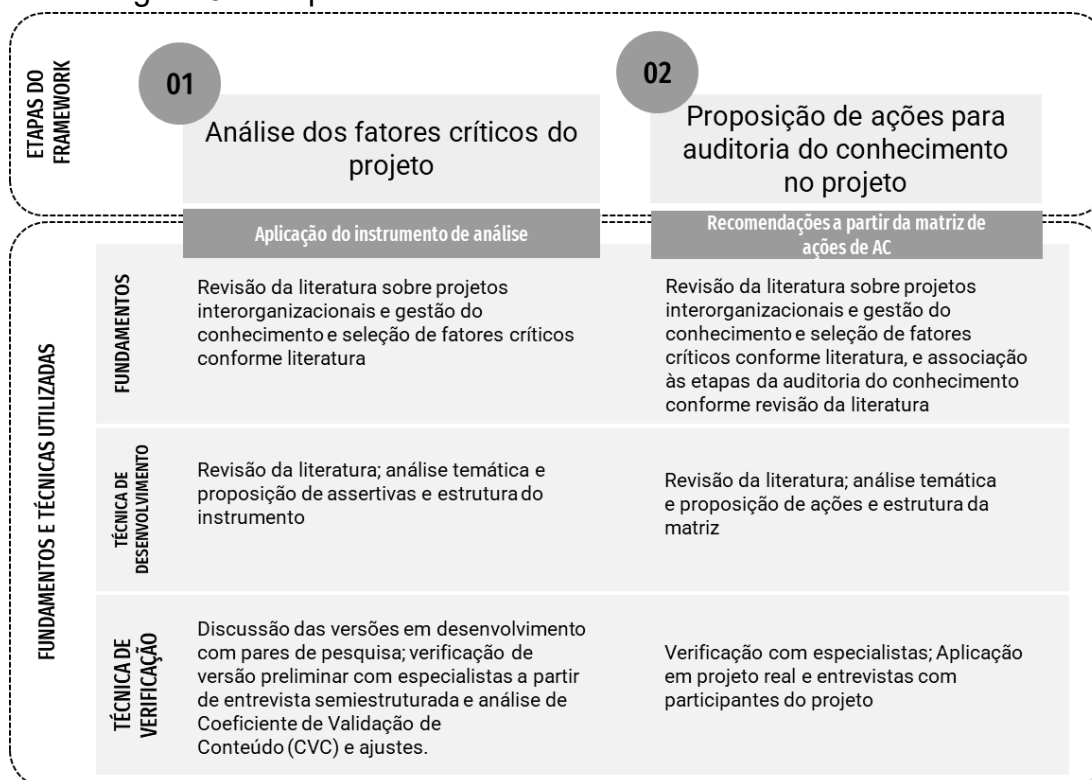 ETAPAS DO
FRAMEWORK
01
Análise dos fatores críticos do
projeto
02
Proposição de ações para
auditoria do conhecimento
no projeto
FUNDAMENTOS E TÉCNICAS UTILIZADAS
Aplicação do instrumento de análise
Recomendações a partir da matriz de
ações de AC
FUNDAMENTOS
Revisão da literatura sobre projetos
interorganizacionais e gestão do
conhecimento e seleção de fatores críticos
conforme literatura
Revisão da literatura sobre projetos
interorganizacionais e gestão do
conhecimento e seleção de fatores
críticos conforme literatura, e associação
às etapas da auditoria do conhecimento
conforme revisão da literatura
TÉCNICA DE
DESENVOLVIMENTO
Revisão da literatura; análise temática e
proposição de assertivas e estrutura do
instrumento
Revisão da literatura; análise temática
e proposição de ações e estrutura da
matriz
TÉCNICA DE
VERIFICAÇÃO
Discussão das versões em desenvolvimento
com pares de pesquisa; verificação de
versão preliminar com especialistas a partir
de entrevista semiestruturada e análise de
Coeficiente de Validação de
Conteúdo (CVC) e ajustes.
Verificação com especialistas; Aplicação
em projeto real e entrevistas com
participantes do projeto